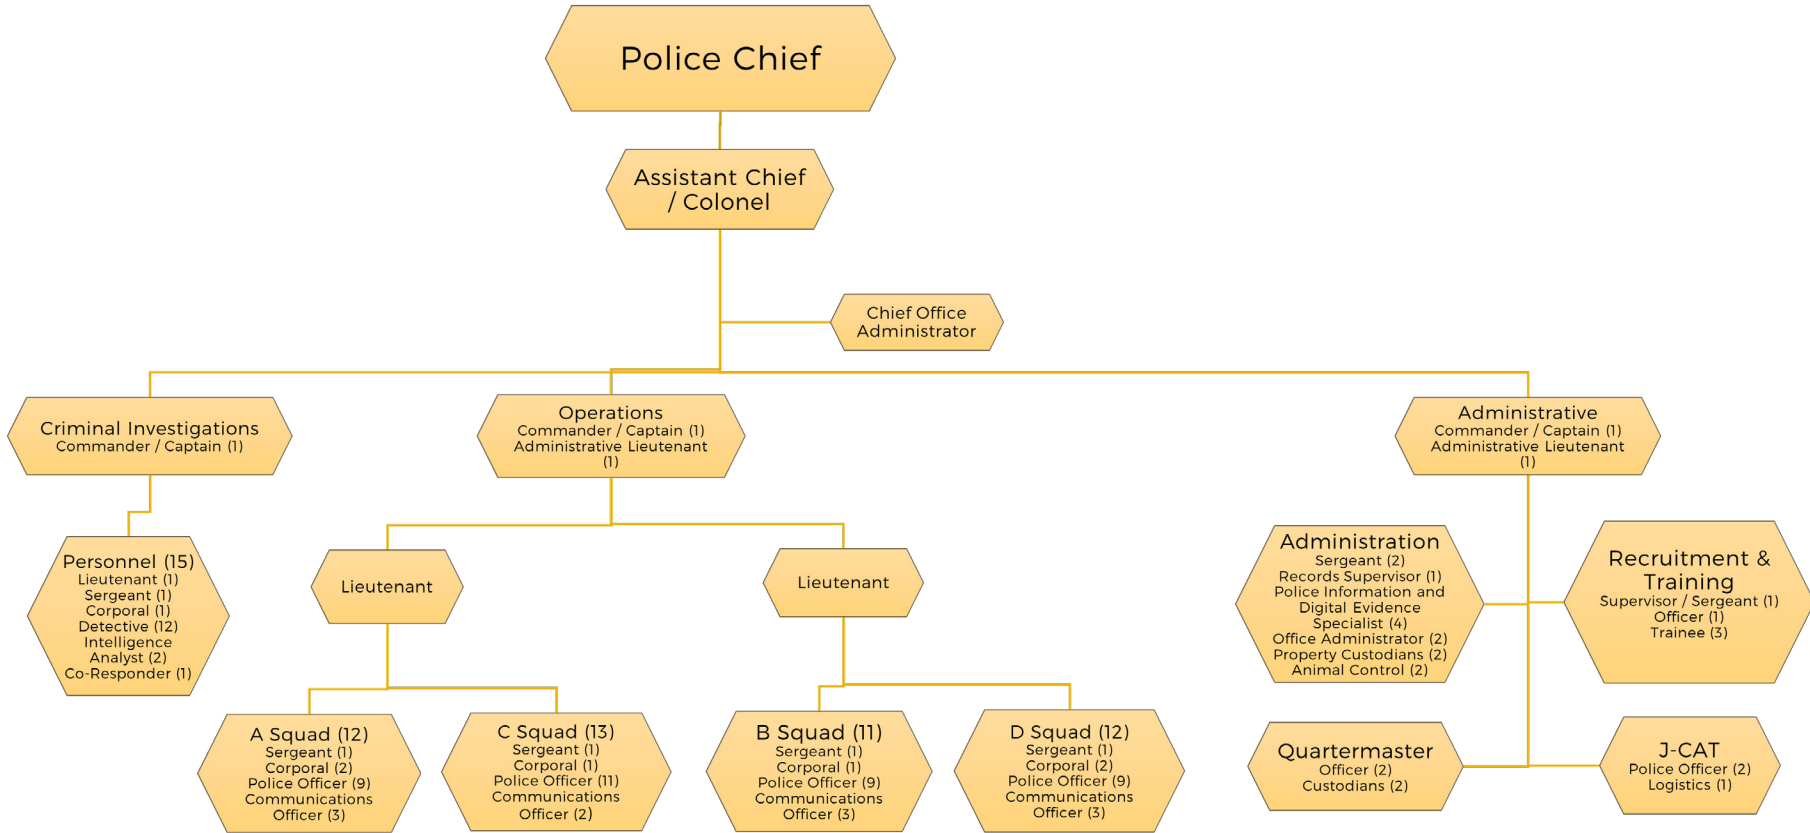 Police Chief
Assistant Chief
/ Colonel
Chief Office
Administrator
Criminal Investigations
Commander / Captain (1)
Operations
Commander / Captain (1)
Administrative Lieutenant
(1)
Administrative
Commander / Captain (1)
Administrative Lieutenant
(1)
Personnel (15)
Lieutenant (1)
Sergeant (1)
Corporal (1)
Detective (12)
Intelligence
Analyst (2)
Co-Responder (1)
Lieutenant
Lieutenant
Administration
Sergeant (2)
Records Supervisor (1)
Police Information and
Digital Evidence
Specialist (4)
Office Administrator (2)
Property Custodians (2)
Animal Control (2)
Recruitment &
Training
Supervisor / Sergeant (1)
Officer (1)
Trainee (3)
A Squad (12)
Sergeant (1)
Corporal (2)
Police Officer (9)
Communications
Officer (3)
C Squad (13)
Sergeant (1)
Corporal (1)
Police Officer (11)
Communications
Officer (2)
B Squad (11)
Sergeant (1)
Corporal (1)
Police Officer (9)
Communications
Officer (3)
D Squad (12)
Sergeant (1)
Corporal (2)
Police Officer (9)
Communications
Officer (3)
Quartermaster
Officer (2)
Custodians (2)
J-CAT
Police Officer (2)
Logistics (1)